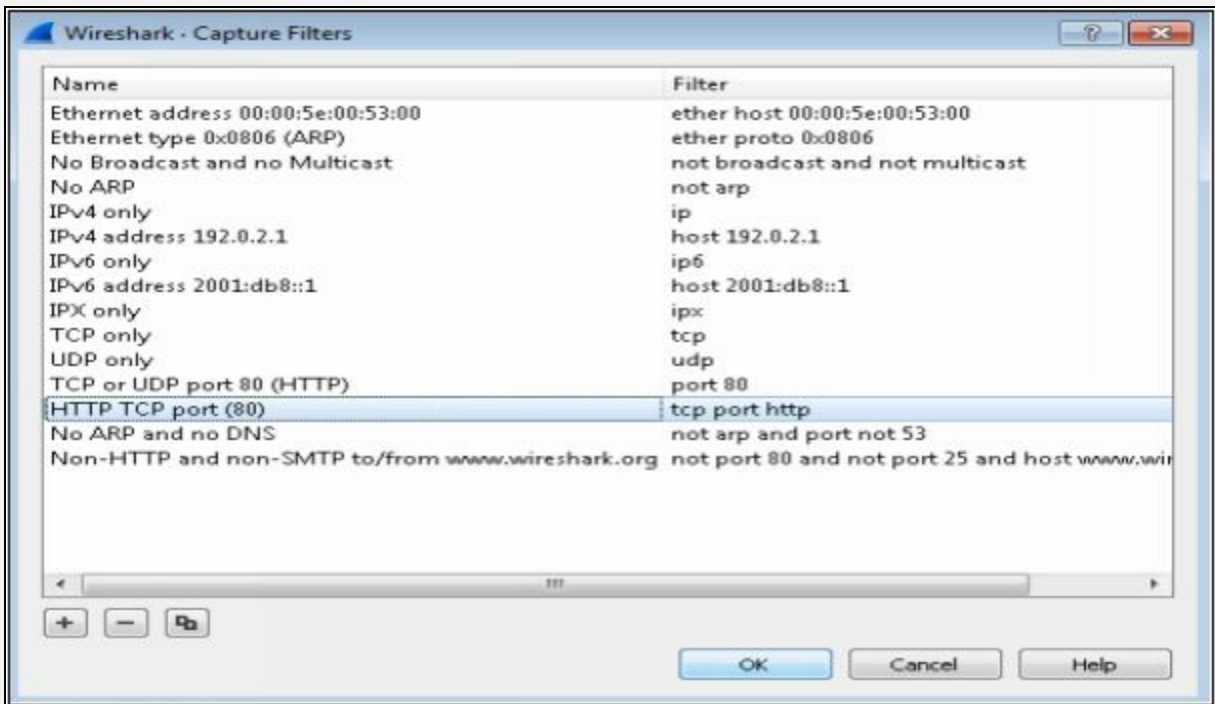 Wireshark · Capture Filters
Name Filter
Ethernet address 00:00:5e:00:53:00 ether host 00:00:5e:00:53:00
Ethernet type 0x0806 (ARP) ether proto 0x0806
No Broadcast and no Multicast not broadcast and not multicast
No ARP not arp
IPv4 only ip
IPv4 address 192.0.2.1 host 192.0.2.1
IPv6 only ip6
IPv6 address 2001:db8::1 host 2001:db8::1
IPX only ipx
TCP only tcp
UDP only udp
TCP or UDP port 80 (HTTP) port 80
HTTP TCP port (80) tcp port http
No ARP and no DNS not arp and port not 53
Non-HTTP and non-SMTP to/from www.wireshark.org not port 80 and not port 25 and host www.wir
OK Cancel Help